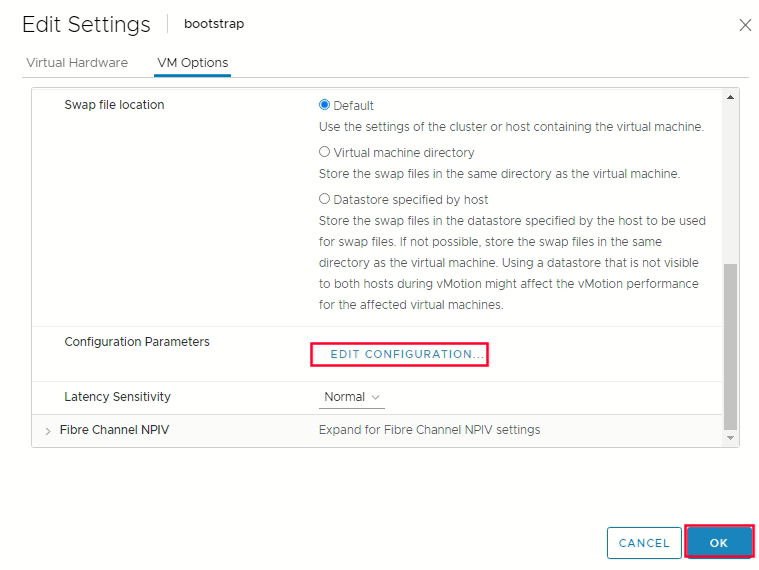 Edit Settings bootstrap
Virtual Hardware VM Options
Swap file location Default
Use the settings of the cluster or host containing the virtual machine.
Virtual machine directory
Store the swap files in the same directory as the virtual machine.
Datastore specified by host
Store the swap files in the datastore specified by the host to be used
for swap files. If not possible, store the swap files in the same
directory as the virtual machine. Using a datastore that is not visible
to both hosts during vMotion might affect the vMotion performance
for the affected virtual machines.
Configuration Parameters
EDIT CONFIGURATION...
Latency Sensitivity Normal
Fibre Channel NPIV Expand for Fibre Channel NPIV settings
CANCEL OK